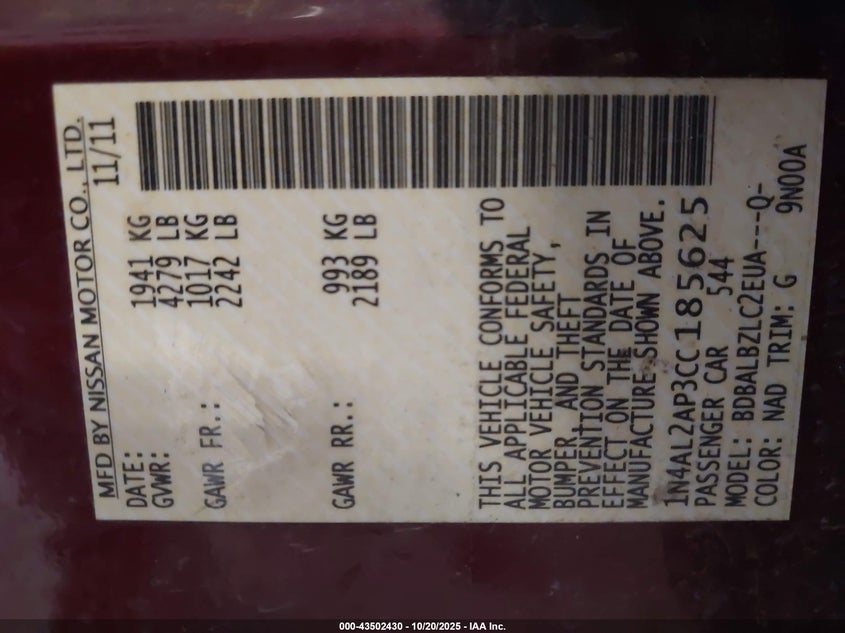 MFD BY NISSAN MOTOR CO., LTD.
DATE: 11/11
GVWR: 1941 KG
4279 LB
GAWR FR.: 1017 KG
2242 LB
GAWR RR.: 993 KG
2189 LB
THIS VEHICLE CONFORMS TO
ALL APPLICABLE FEDERAL
MOTOR VEHICLE SAFETY,
BUMPER AND THEFT
PREVENTION STANDARDS IN
EFFECT ON THE DATE OF
MANUFACTURE SHOWN ABOVE.
1N4AL2AP3CC185625
PASSENGER CAR 544
MODEL: BDBALBZLC2EUA---Q-
COLOR: NAD TRIM: G 9N00A
000-43502430 - 10/20/2025 - IAA Inc.